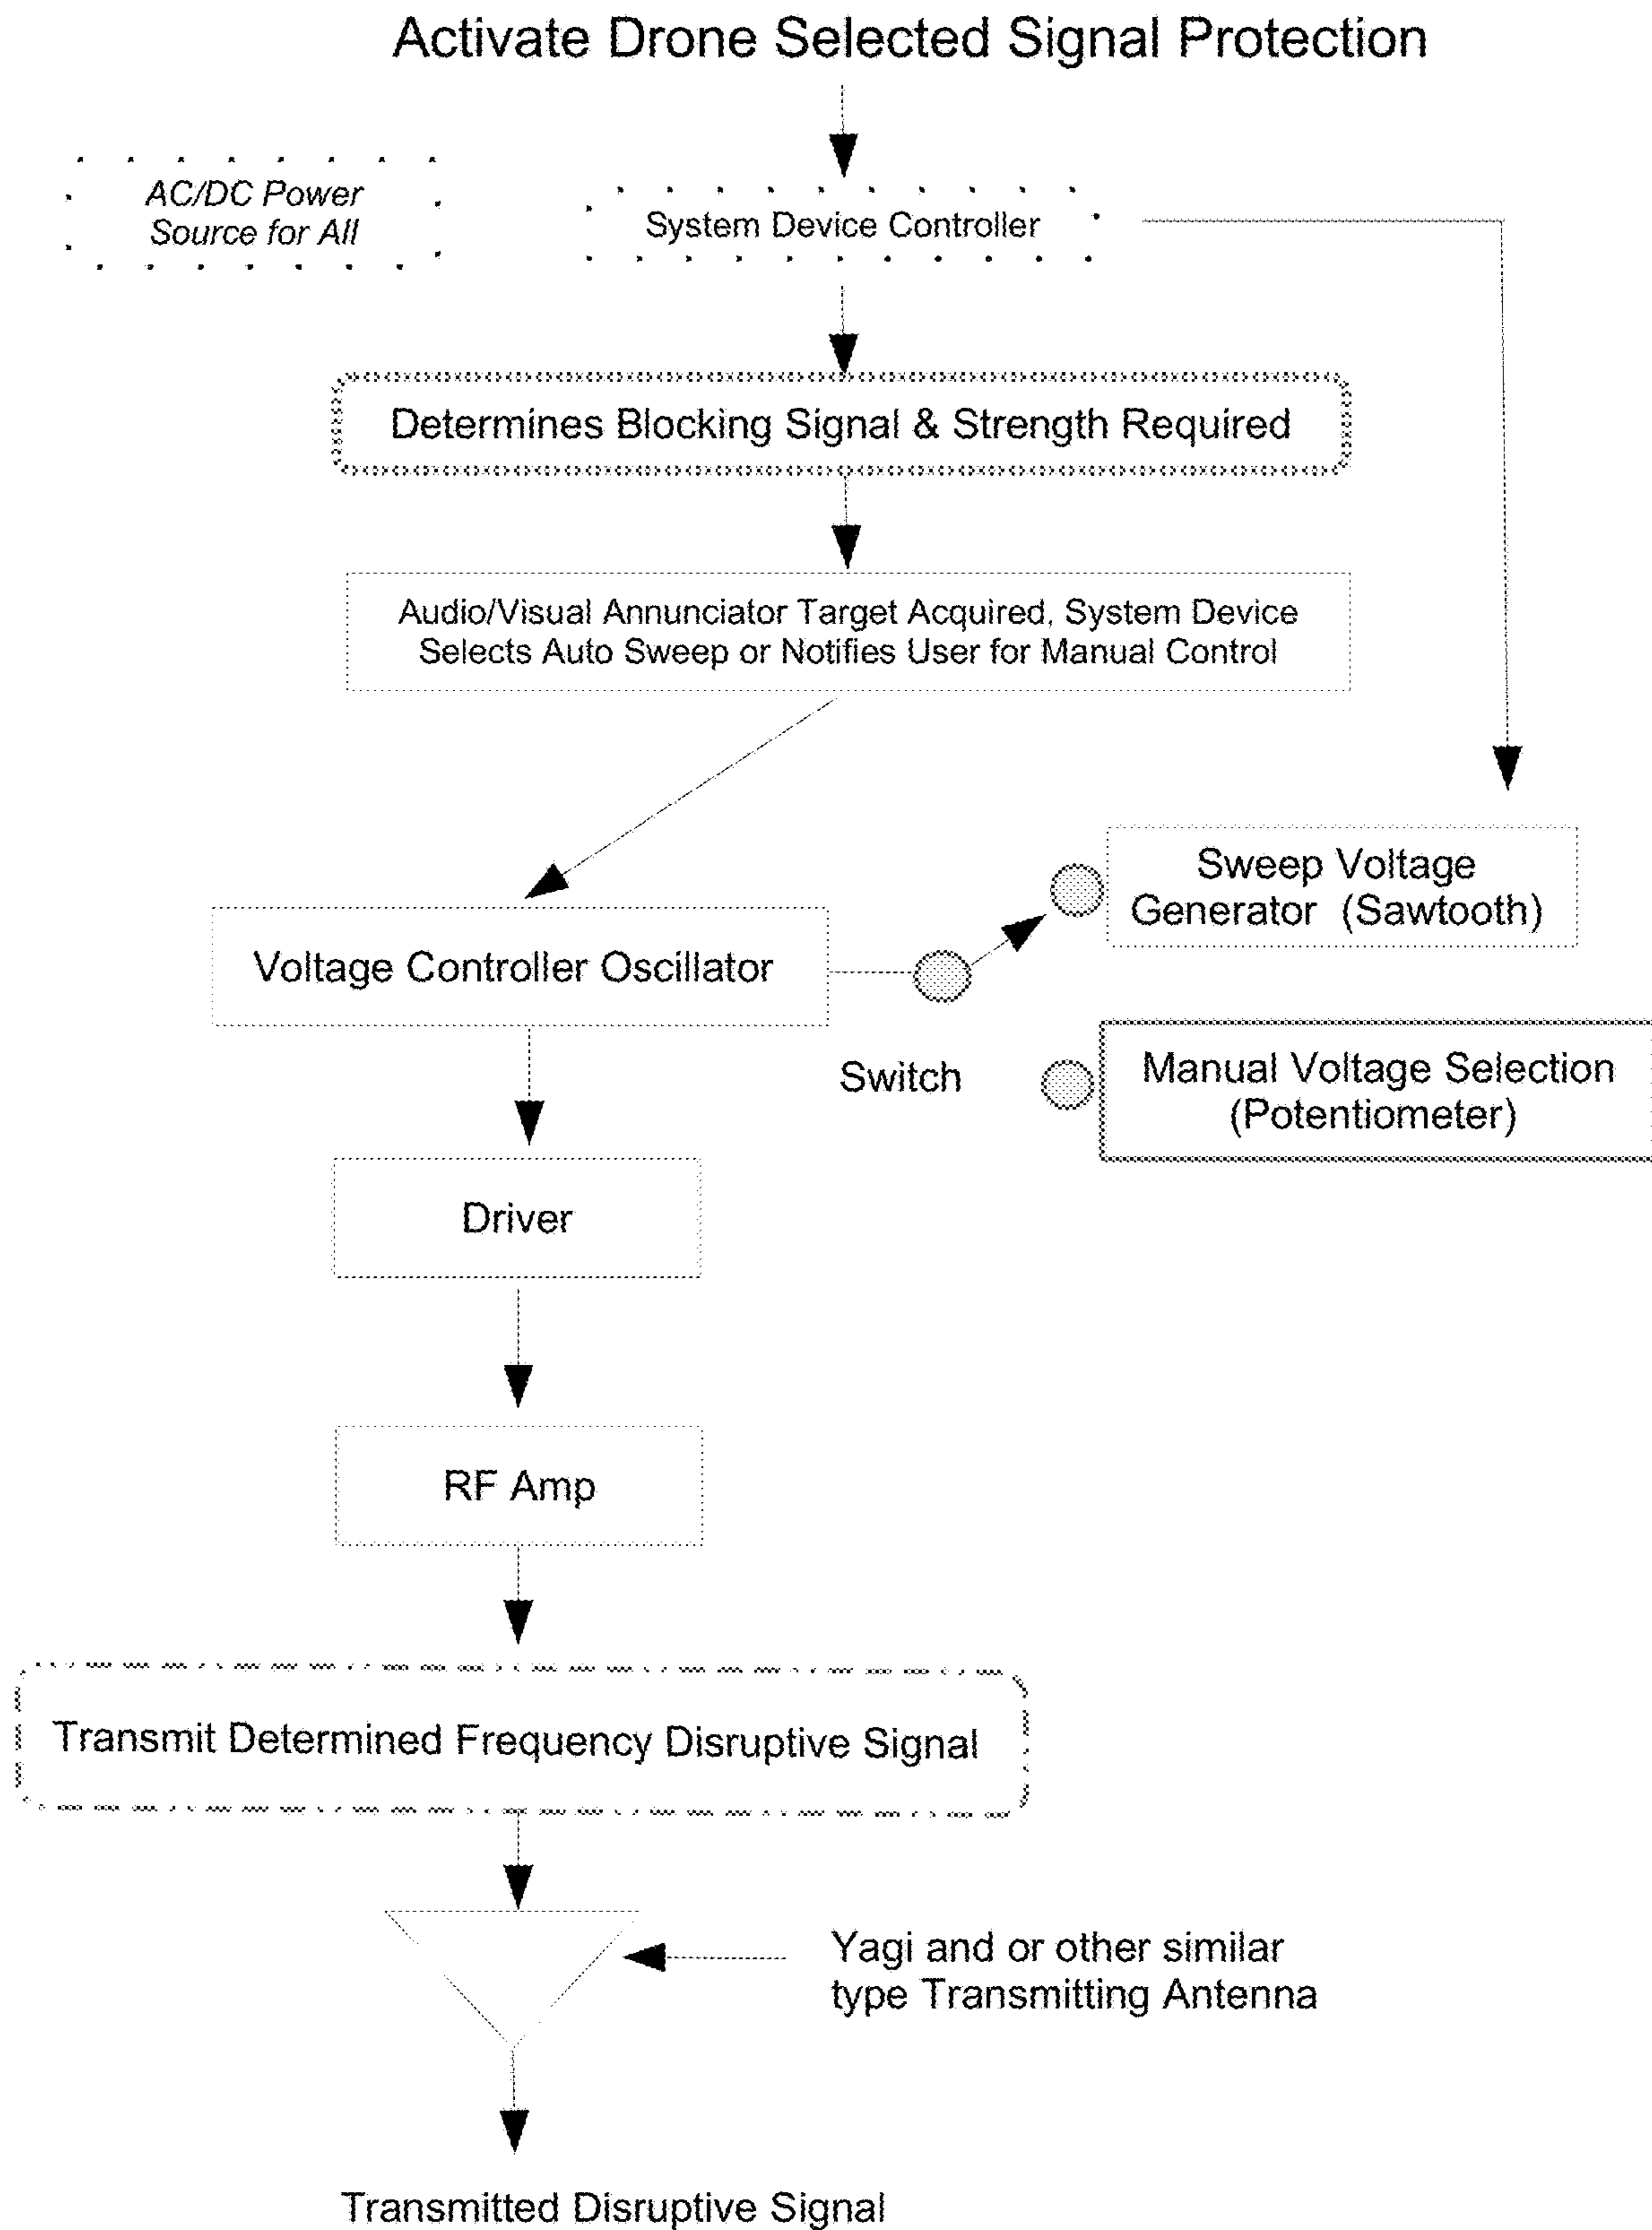 Activate Drone Selected Signal Protection
AC/DC Power
Source for All
System Device Controller
Determines Blocking Signal & Strength Required
Audio/Visual Annunciator Target Acquired, System Device
Selects Auto Sweep or Notifies User for Manual Control
Sweep Voltage
Generator (Sawtooth)
Voltage Controller Oscillator
Switch
Manual Voltage Selection
(Potentiometer)
Driver
RF Amp
Transmit Determined Frequency Disruptive Signal
Yagi and or other similar
type Transmitting Antenna
Transmitted Disruptive Signal